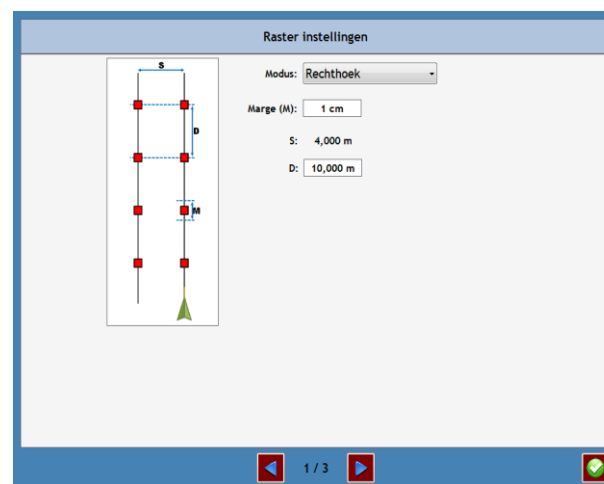 Raster instellingen
S
D
M
Modus: Rechthoek
Marge (M): 1 cm
S: 4,000 m
D: 10,000 m
1 / 3